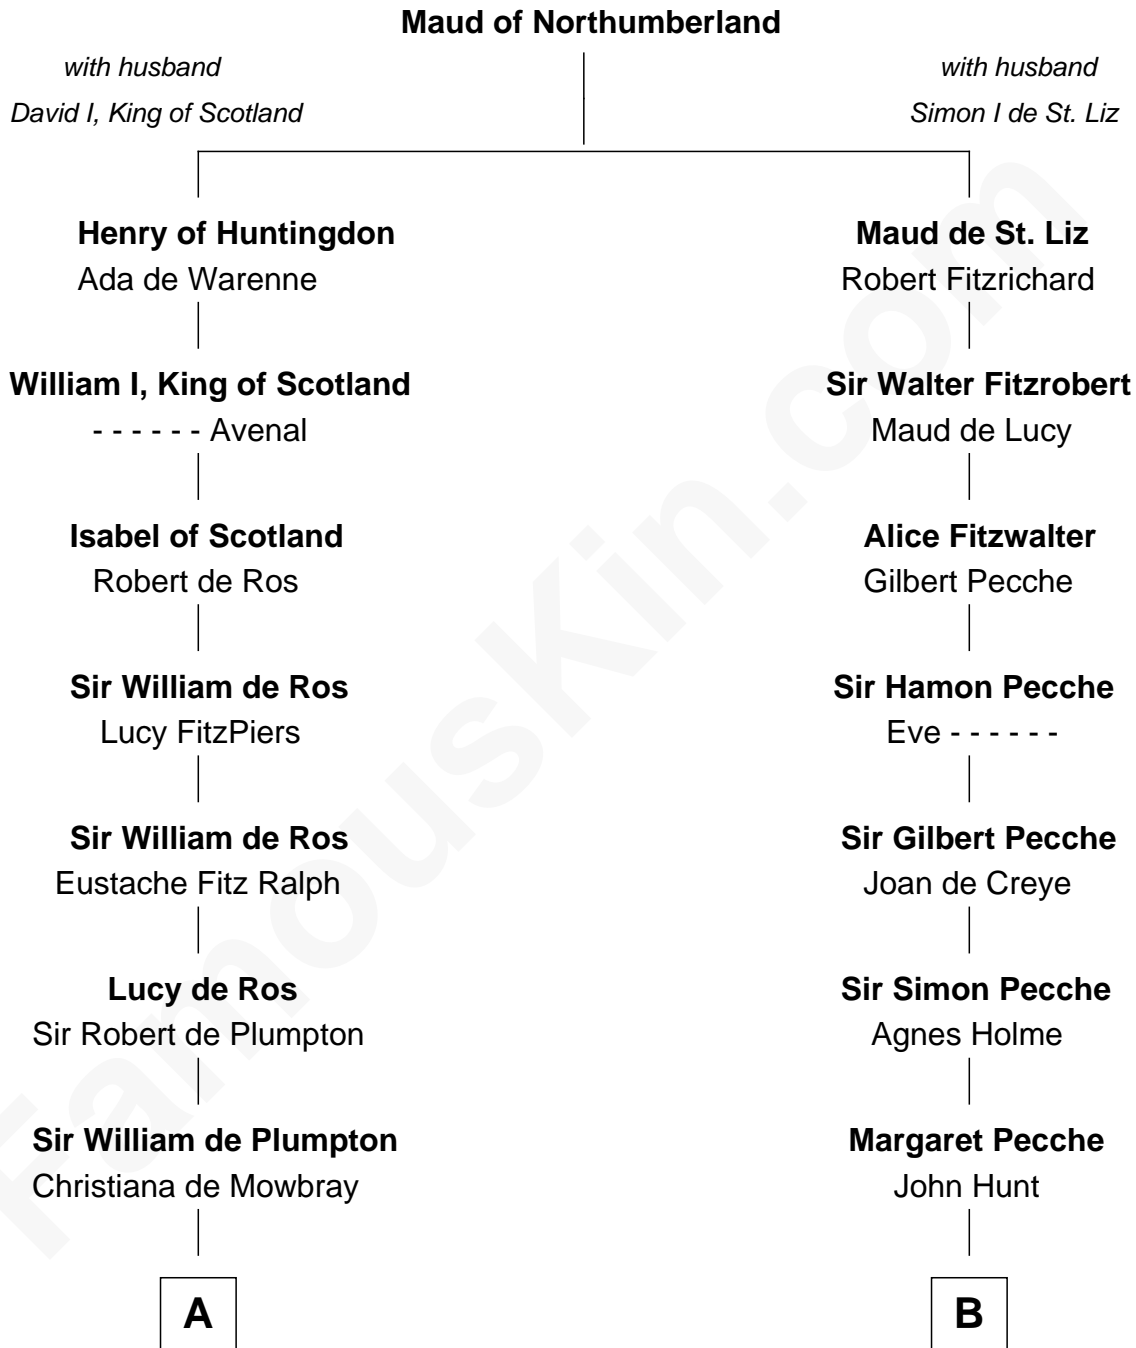 Maud of Northumberland
with husband
David I, King of Scotland
with husband
Simon I de St. Liz
Henry of Huntingdon
Ada de Warenne
Maud de St. Liz
Robert Fitzrichard
William I, King of Scotland
- - - - - - Avenal
Sir Walter Fitzrobert
Maud de Lucy
Isabel of Scotland
Robert de Ros
Alice Fitzwalter
Gilbert Pecche
Sir William de Ros
Lucy FitzPiers
Sir Hamon Pecche
Eve - - - - - -
Sir William de Ros
Eustache Fitz Ralph
Sir Gilbert Pecche
Joan de Creye
Lucy de Ros
Sir Robert de Plumpton
Sir Simon Pecche
Agnes Holme
Sir William de Plumpton
Christiana de Mowbray
Margaret Pecche
John Hunt
A
B
FamousKin.com